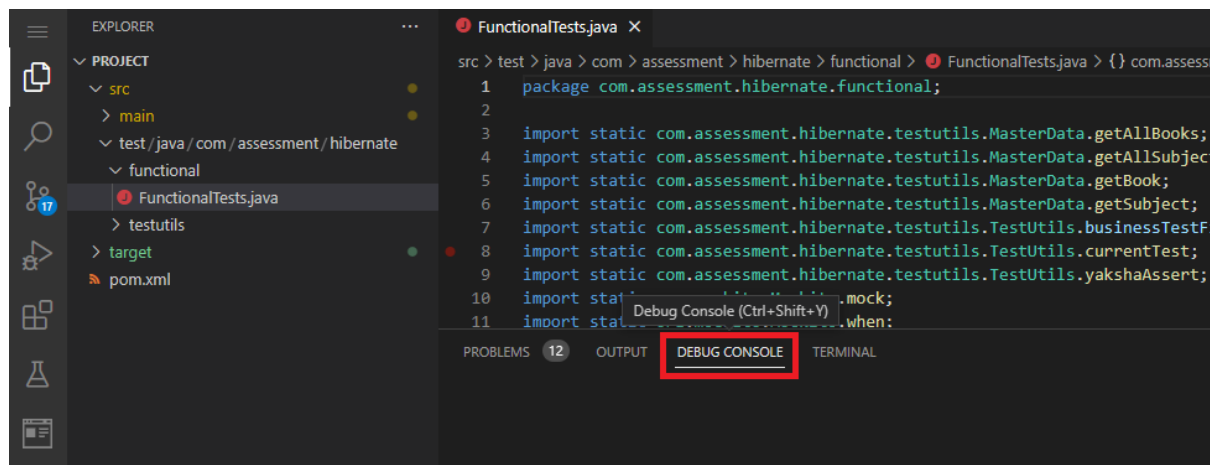 EXPLORER
PROJECT
src
main
test/java/com/assessment/hibernate
functional
FunctionalTests.java
testutils
target
pom.xml
17
FunctionalTests.java
src > test > java > com > assessment > hibernate > functional > FunctionalTests.java > {} com.assess
1 package com.assessment.hibernate.functional;
2
3 import static com.assessment.hibernate.testutils.MasterData.getAllBooks;
4 import static com.assessment.hibernate.testutils.MasterData.getAllSubjec
5 import static com.assessment.hibernate.testutils.MasterData.getBook;
6 import static com.assessment.hibernate.testutils.MasterData.getSubject;
7 import static com.assessment.hibernate.testutils.TestUtils.businessTestF
8 import static com.assessment.hibernate.testutils.TestUtils.currentTest;
9 import static com.assessment.hibernate.testutils.TestUtils.yakshaAssert;
10 import stat .mock;
Debug Console (Ctrl+Shift+Y)
11 import stat .when;
PROBLEMS 12 OUTPUT DEBUG CONSOLE TERMINAL